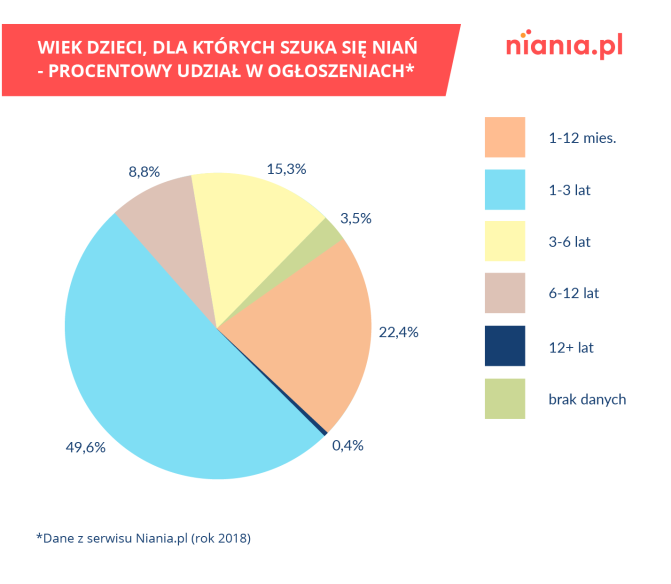 WIEK DZIECI, DLA KTÓRYCH SZUKA SIĘ NIAŃ
- PROCENTOWY UDZIAŁ W OGŁOSZENIACH*
niania.pl
1-12 mies.
1-3 lat
3-6 lat
6-12 lat
12+ lat
brak danych
8,8%
15,3%
3,5%
22,4%
0,4%
49,6%
*Dane z serwisu Niania.pl (rok 2018)